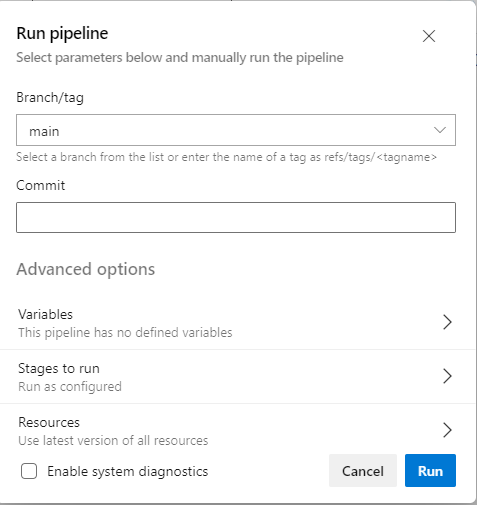 Run pipeline
Select parameters below and manually run the pipeline
Branch/tag
main
Select a branch from the list or enter the name of a tag as refs/tags/<tagname>
Commit
Advanced options
Variables
This pipeline has no defined variables
Stages to run
Run as configured
Resources
Use latest version of all resources
Enable system diagnostics
Cancel
Run